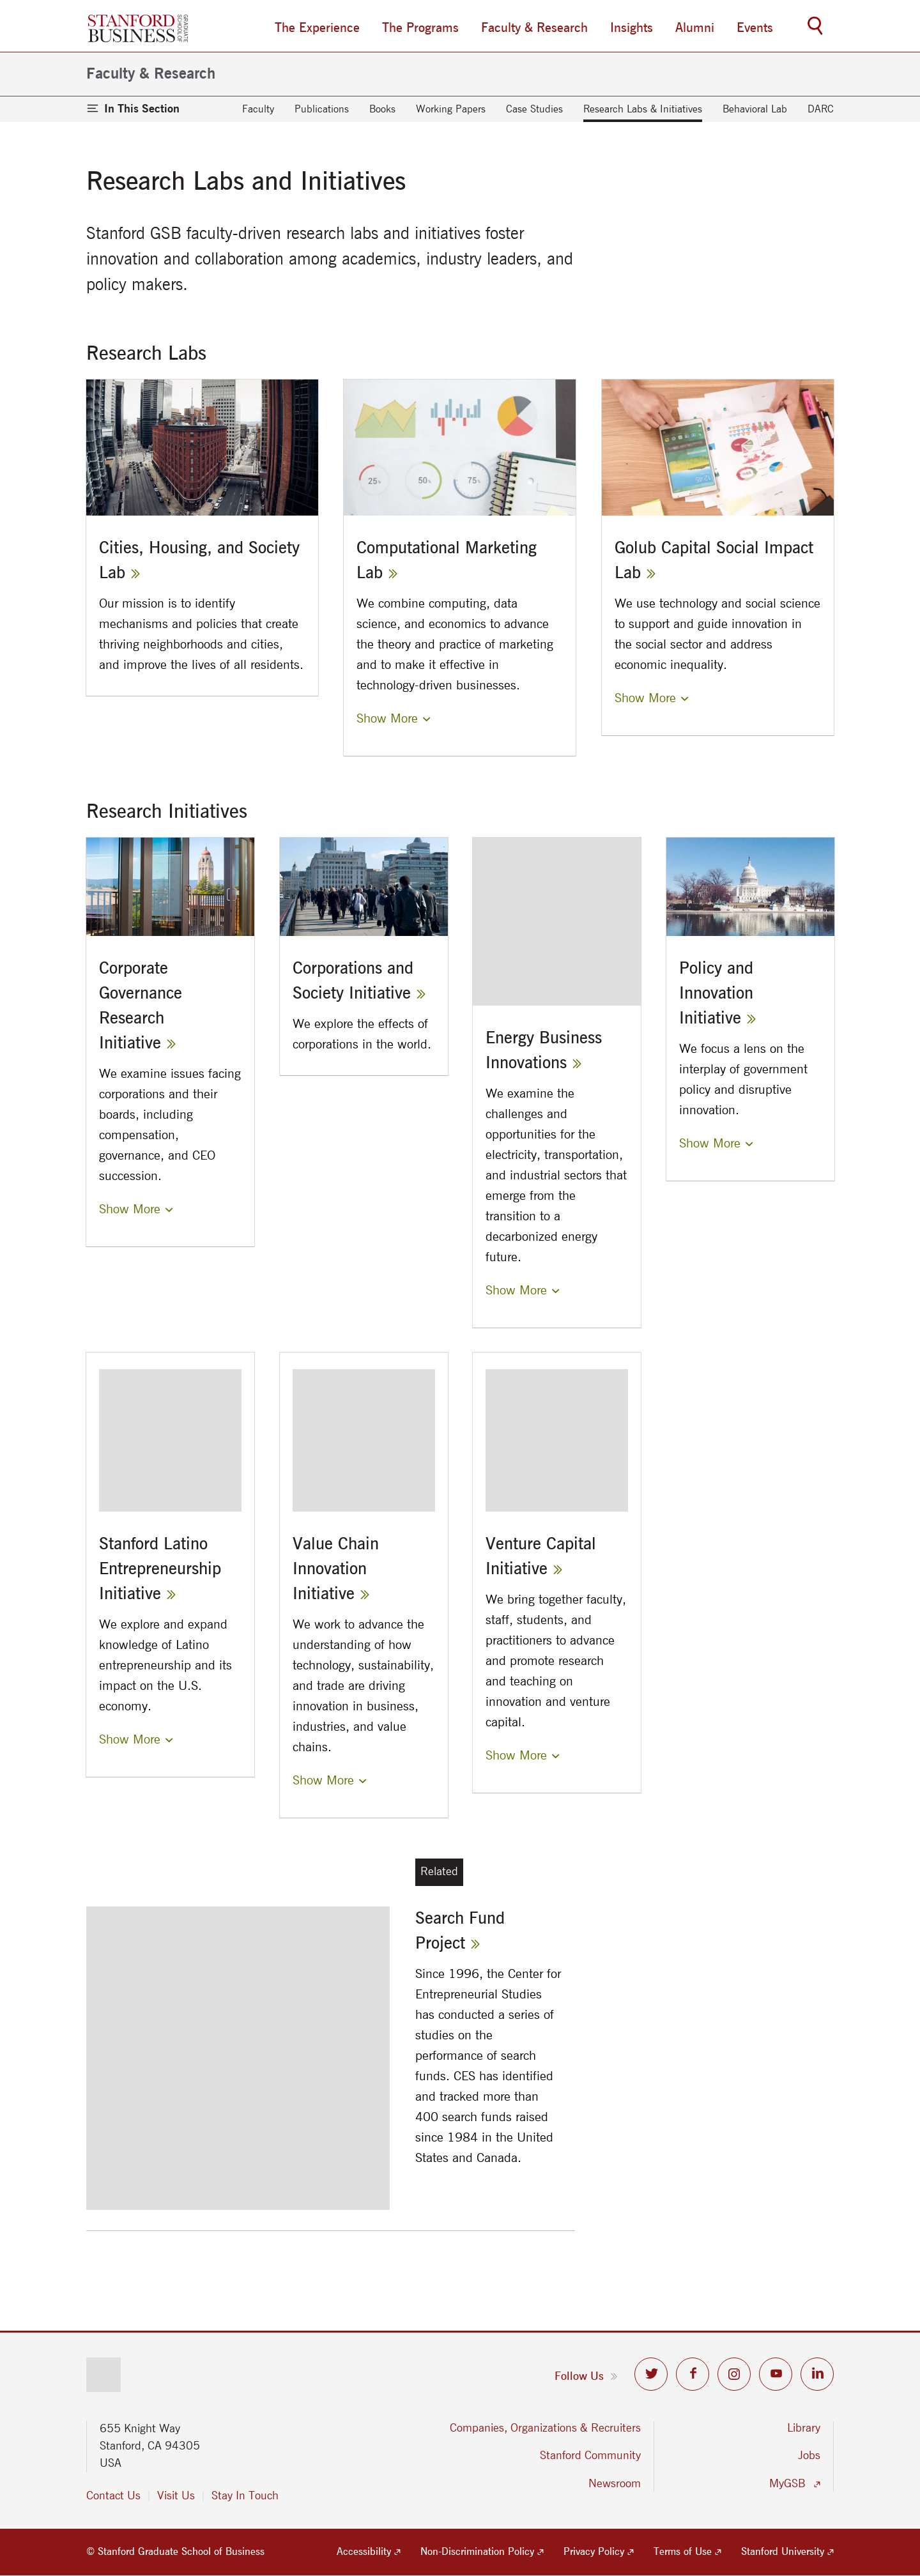 STANFORD
BUSINESS
GRADUATE
SCHOOL OF
The Experience
The Programs
Faculty & Research
Insights
Alumni
Events
Faculty & Research
In This Section
Faculty
Publications
Books
Working Papers
Case Studies
Research Labs & Initiatives
Behavioral Lab
DARC
Research Labs and Initiatives
Stanford GSB faculty-driven research labs and initiatives foster
innovation and collaboration among academics, industry leaders, and
policy makers.
Research Labs
25%
50%
75%
Cities, Housing, and Society
Lab »
Our mission is to identify
mechanisms and policies that create
thriving neighborhoods and cities,
and improve the lives of all residents.
Computational Marketing
Lab »
We combine computing, data
science, and economics to advance
the theory and practice of marketing
and to make it effective in
technology-driven businesses.
Show More
Golub Capital Social Impact
Lab »
We use technology and social science
to support and guide innovation in
the social sector and address
economic inequality.
Show More
Research Initiatives
Corporate
Governance
Research
Initiative »
We examine issues facing
corporations and their
boards, including
compensation,
governance, and CEO
succession.
Show More
Corporations and
Society Initiative »
We explore the effects of
corporations in the world.
Energy Business
Innovations »
We examine the
challenges and
opportunities for the
electricity, transportation,
and industrial sectors that
emerge from the
transition to a
decarbonized energy
future.
Show More
Policy and
Innovation
Initiative »
We focus a lens on the
interplay of government
policy and disruptive
innovation.
Show More
Stanford Latino
Entrepreneurship
Initiative »
We explore and expand
knowledge of Latino
entrepreneurship and its
impact on the U.S.
economy.
Show More
Value Chain
Innovation
Initiative »
We work to advance the
understanding of how
technology, sustainability,
and trade are driving
innovation in business,
industries, and value
chains.
Show More
Venture Capital
Initiative »
We bring together faculty,
staff, students, and
practitioners to advance
and promote research
and teaching on
innovation and venture
capital.
Show More
Related
Search Fund
Project »
Since 1996, the Center for
Entrepreneurial Studies
has conducted a series of
studies on the
performance of search
funds. CES has identified
and tracked more than
400 search funds raised
since 1984 in the United
States and Canada.
Follow Us »
655 Knight Way
Stanford, CA 94305
USA
Contact Us
Visit Us
Stay In Touch
Companies, Organizations & Recruiters
Stanford Community
Newsroom
Library
Jobs
MyGSB
© Stanford Graduate School of Business
Accessibility
Non-Discrimination Policy
Privacy Policy
Terms of Use
Stanford University